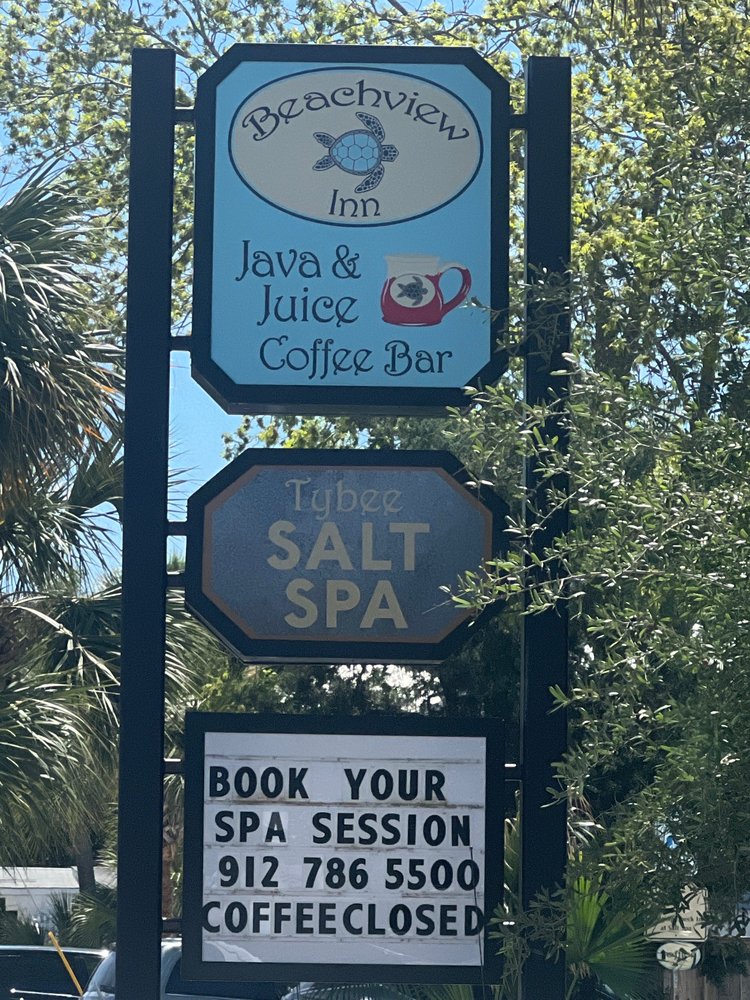 Beachview
Inn
Java &
Juice
Coffee Bar
Tybee
SALT
SPA
BOOK YOUR
SPA SESSION
912 786 5500
COFFEECLOSED